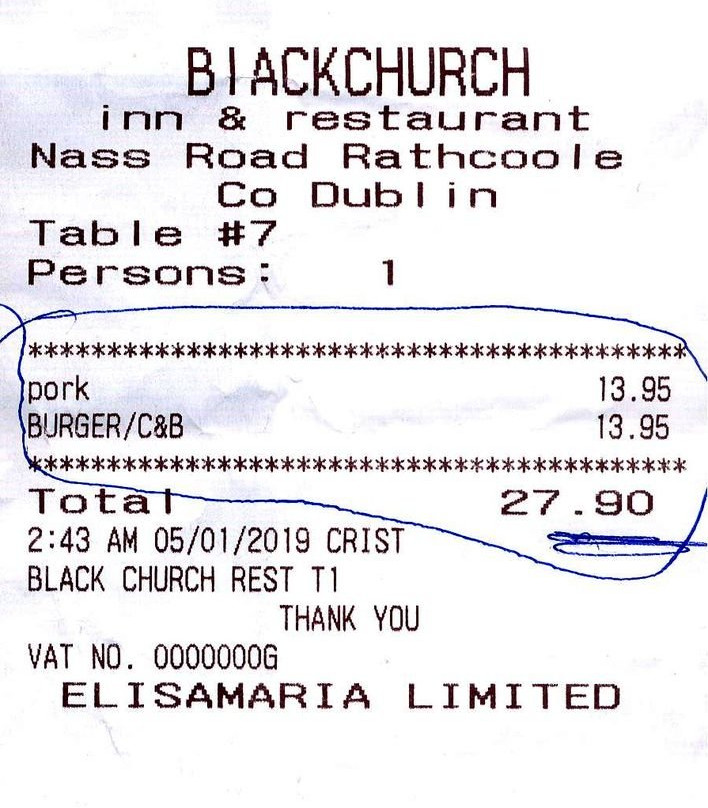 BlACKCHURCH
inn & restaurant
Nass Road Rathcoole
Co Dublin
Table #7
Persons: 1
******************************************
pork 13.95
BURGER/C&B 13.95
******************************************
Total 27.90
2:43 AM 05/01/2019 CRIST
BLACK CHURCH REST T1
THANK YOU
VAT NO. 0000000G
ELISAMARIA LIMITED